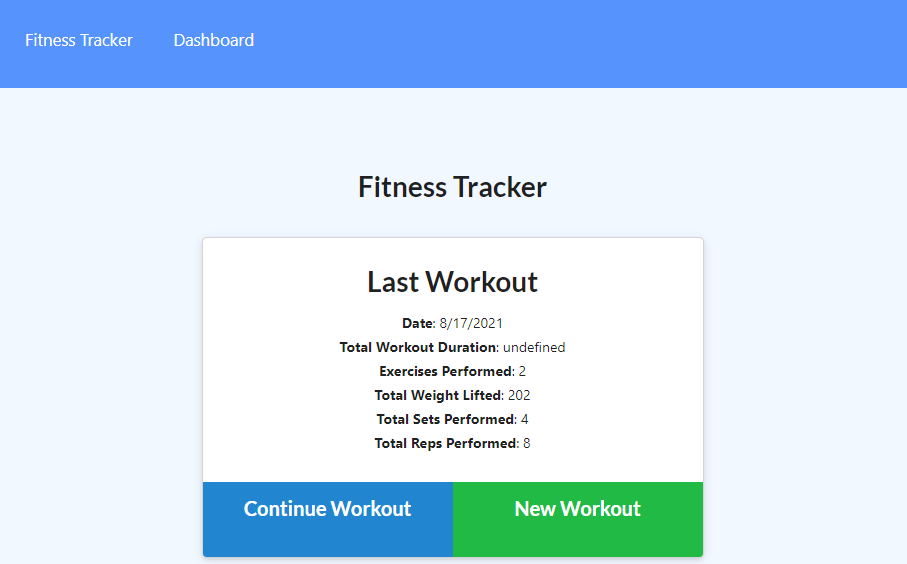 Fitness Tracker Dashboard
Fitness Tracker
Last Workout
Date: 8/17/2021
Total Workout Duration: undefined
Exercises Performed: 2
Total Weight Lifted: 202
Total Sets Performed: 4
Total Reps Performed: 8
Continue Workout New Workout